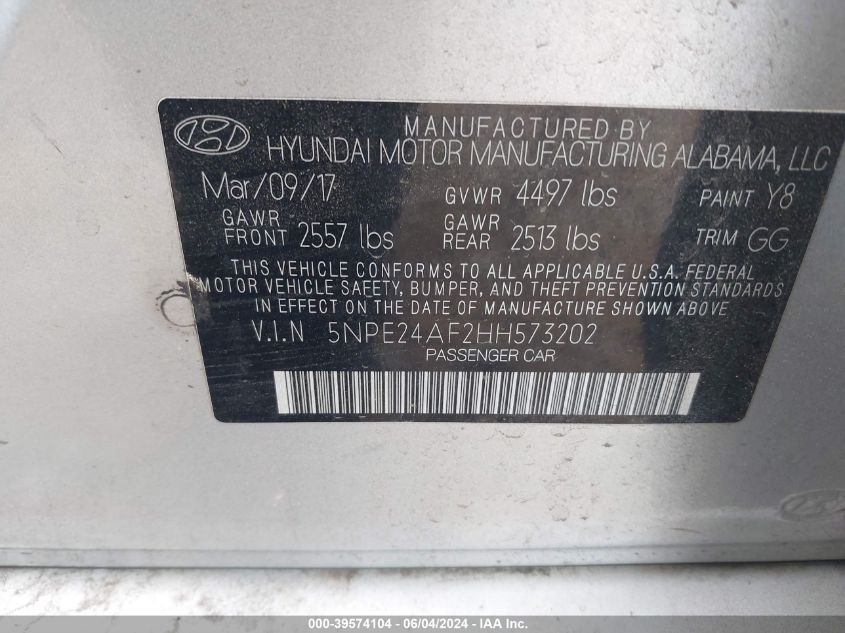 MANUFACTURED BY
HYUNDAI MOTOR MANUFACTURING ALABAMA, LLC
Mar/09/17 GVWR 4497 lbs PAINT Y8
GAWR FRONT 2557 lbs GAWR REAR 2513 lbs TRIM GG
THIS VEHICLE CONFORMS TO ALL APPLICABLE U.S.A. FEDERAL
MOTOR VEHICLE SAFETY, BUMPER, AND THEFT PREVENTION STANDARDS
IN EFFECT ON THE DATE OF MANUFACTURE SHOWN ABOVE
V.I.N 5NPE24AF2HH573202
PASSENGER CAR
000-39574104 - 06/04/2024 - IAA, Inc.